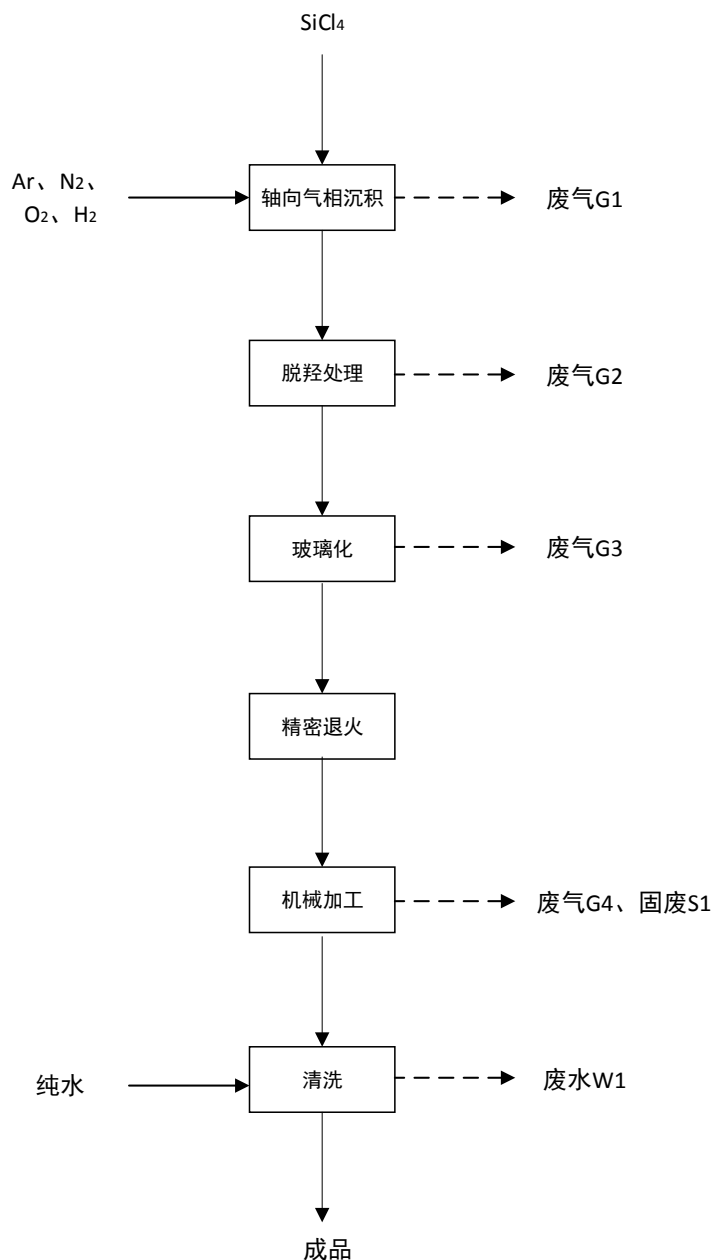 SiCl₄
Ar、N₂、
O₂、H₂
轴向气相沉积
废气G1
脱羟处理
废气G2
玻璃化
废气G3
精密退火
机械加工
废气G4、固废S1
纯水
清洗
废水W1
成品